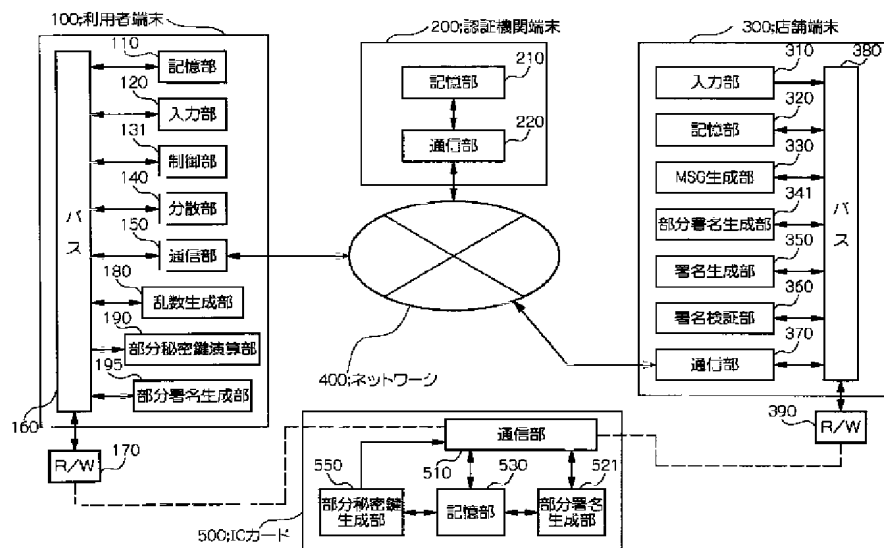 100;利用者端末
110
記憶部
120
入力部
131
制御部
140
分散部
150
通信部
180
乱数生成部
190
部分秘密鍵演算部
195
部分署名生成部
バス
160
R/W
170
200;認証機関端末
210
記憶部
220
通信部
400;ネットワーク
300;店舗端末
380
310
入力部
320
記憶部
330
MSG生成部
341
部分署名生成部
350
署名生成部
360
署名検証部
370
通信部
バス
390
R/W
通信部
510
550
部分秘密鍵
生成部
530
記憶部
521
部分署名
生成部
500;ICカード